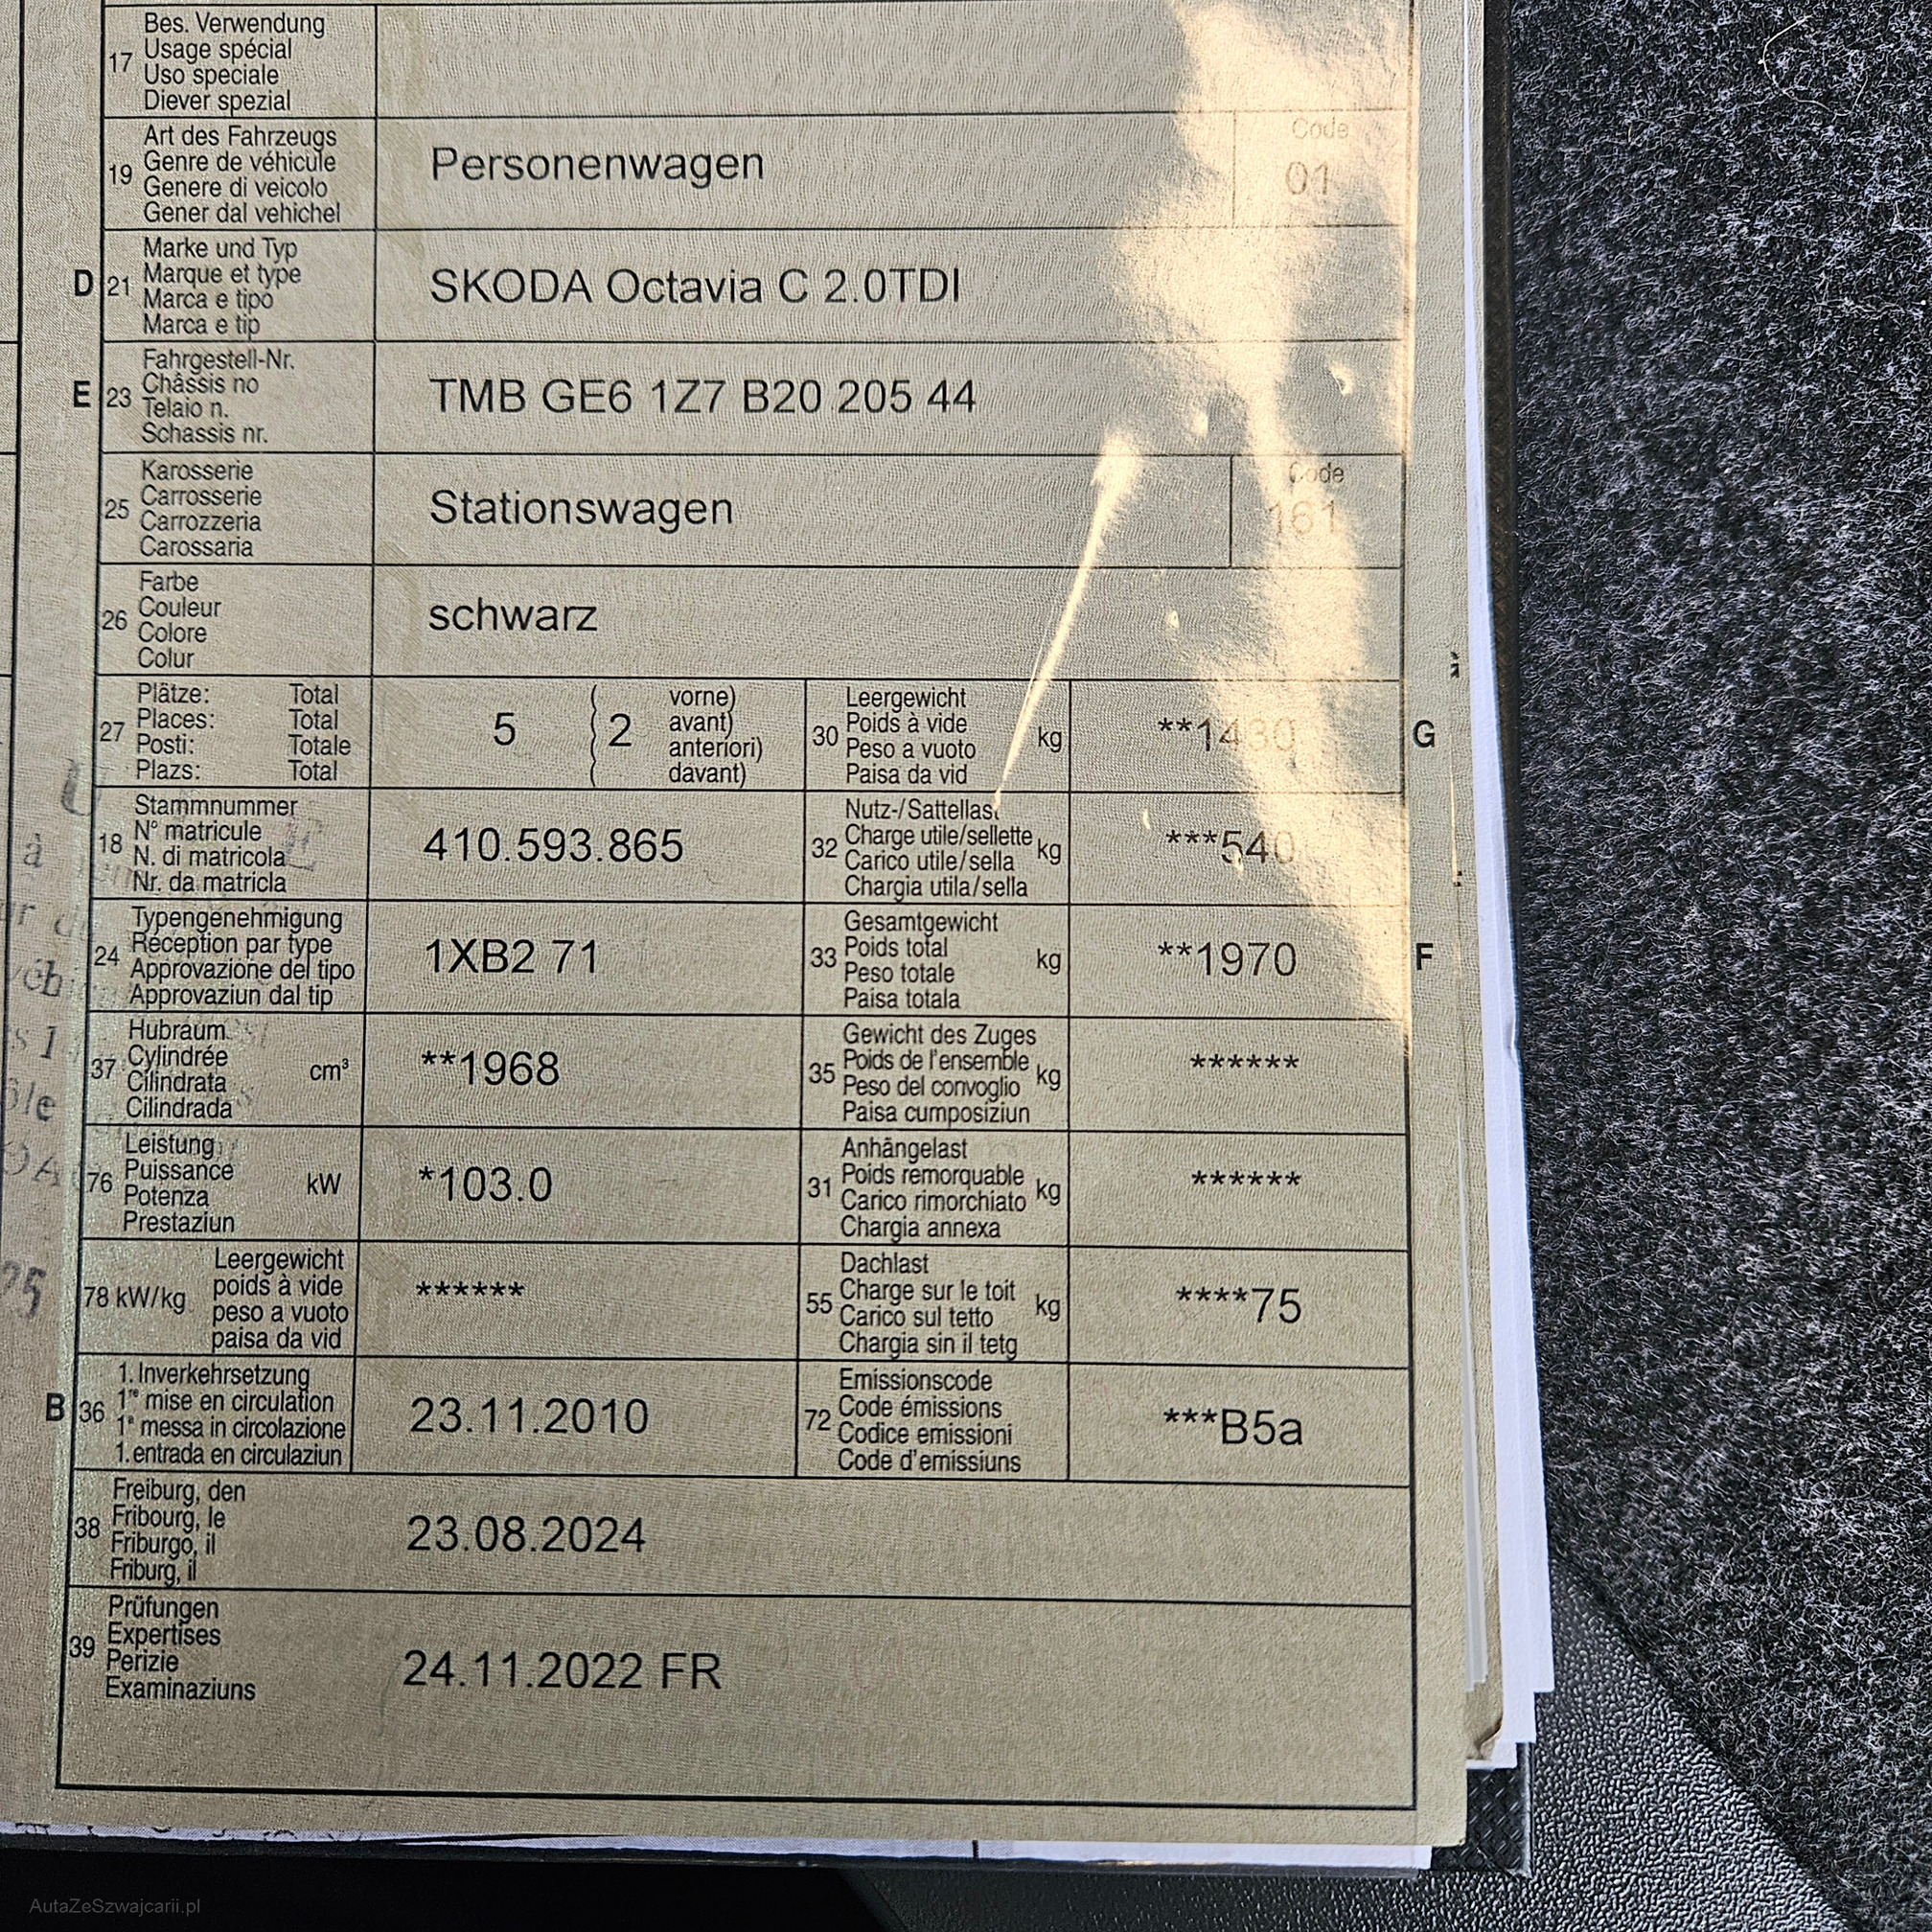 17 Bes. Verwendung
Usage spécial
Uso speciale
Diever spezial
19 Art des Fahrzeugs
Genre de véhicule
Genere di veicolo
Gener dal vehichel
Personenwagen
Code
01
D 21 Marke und Typ
Marque et type
Marca e tipo
Marca e tip
SKODA Octavia C 2.0TDI
E 23 Fahrgestell-Nr.
Châssis no
Telaio n.
Schassis nr.
TMB GE6 1Z7 B20 205 44
25 Karosserie
Carrosserie
Carrozzeria
Carossaria
Stationswagen
Code
161
26 Farbe
Couleur
Colore
Colur
schwarz
27 Plätze: Total
Places: Total
Posti: Totale
Plazs: Total
5 ( 2 vorne)
( avant)
( anteriori)
( davant)
30 Leergewicht
Poids à vide kg
Peso a vuoto
Paisa da vid
**1430
G
18 Stammnummer
N° matricule
N. di matricola
Nr. da matricla
410.593.865
32 Nutz-/Sattellast
Charge utile/sellette kg
Carico utile/sella
Chargia utila/sella
***540
24 Typengenehmigung
Réception par type
Approvazione del tipo
Approvaziun dal tip
1XB2 71
33 Gesamtgewicht
Poids total kg
Peso totale
Paisa totala
**1970
F
37 Hubraum
Cylindrée cm³
Cilindrata
Cilindrada
**1968
35 Gewicht des Zuges
Poids de l'ensemble kg
Peso del convoglio
Paisa cumposiziun
******
76 Leistung
Puissance kW
Potenza
Prestaziun
*103.0
31 Anhängelast
Poids remorquable kg
Carico rimorchiato
Chargia annexa
******
78 kW/kg Leergewicht
poids à vide
peso a vuoto
paisa da vid
******
55 Dachlast
Charge sur le toit kg
Carico sul tetto
Chargia sin il tetg
****75
B 36 1. Inverkehrsetzung
1re mise en circulation
1a messa in circolazione
1. entrada en circulaziun
23.11.2010
72 Emissionscode
Code émissions
Codice emissioni
Code d'emissiuns
***B5a
38 Freiburg, den
Fribourg, le
Friburgo, il
Friburg, il
23.08.2024
39 Prüfungen
Expertises
Perizie
Examinaziuns
24.11.2022 FR
AutaZeSzwajcarii.pl